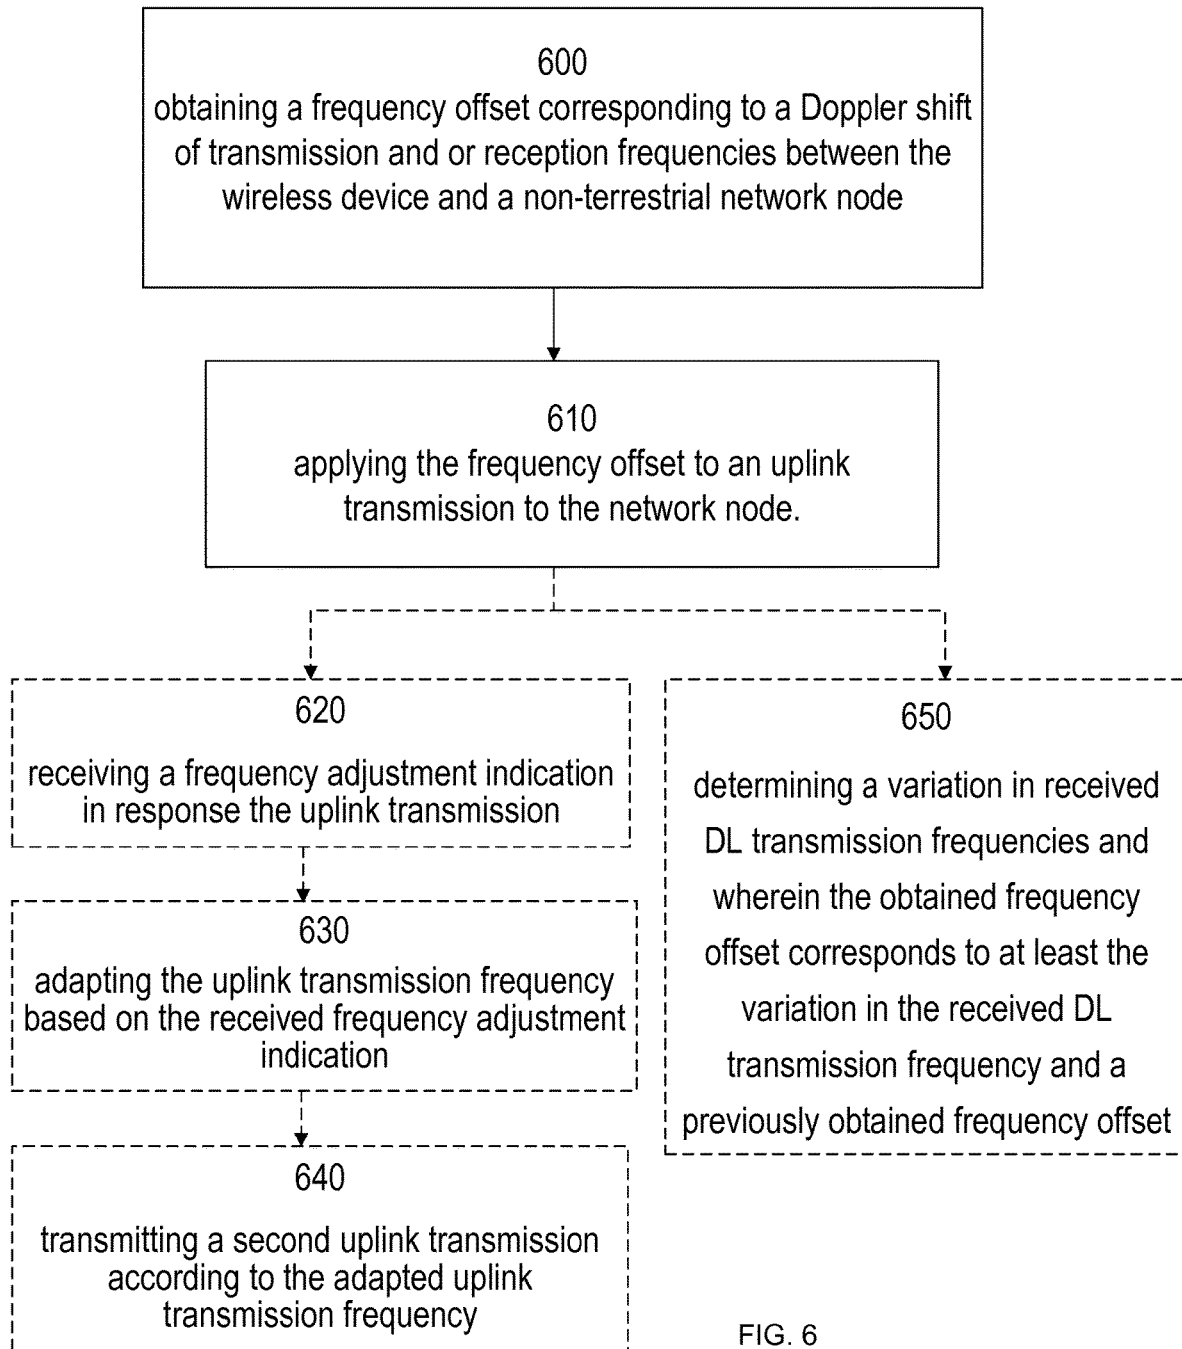 600
obtaining a frequency offset corresponding to a Doppler shift
of transmission and or reception frequencies between the
wireless device and a non-terrestrial network node
610
applying the frequency offset to an uplink
transmission to the network node.
620
receiving a frequency adjustment indication
in response the uplink transmission
630
adapting the uplink transmission frequency
based on the received frequency adjustment
indication
640
transmitting a second uplink transmission
according to the adapted uplink
transmission frequency
650
determining a variation in received
DL transmission frequencies and
wherein the obtained frequency
offset corresponds to at least the
variation in the received DL
transmission frequency and a
previously obtained frequency offset
FIG. 6